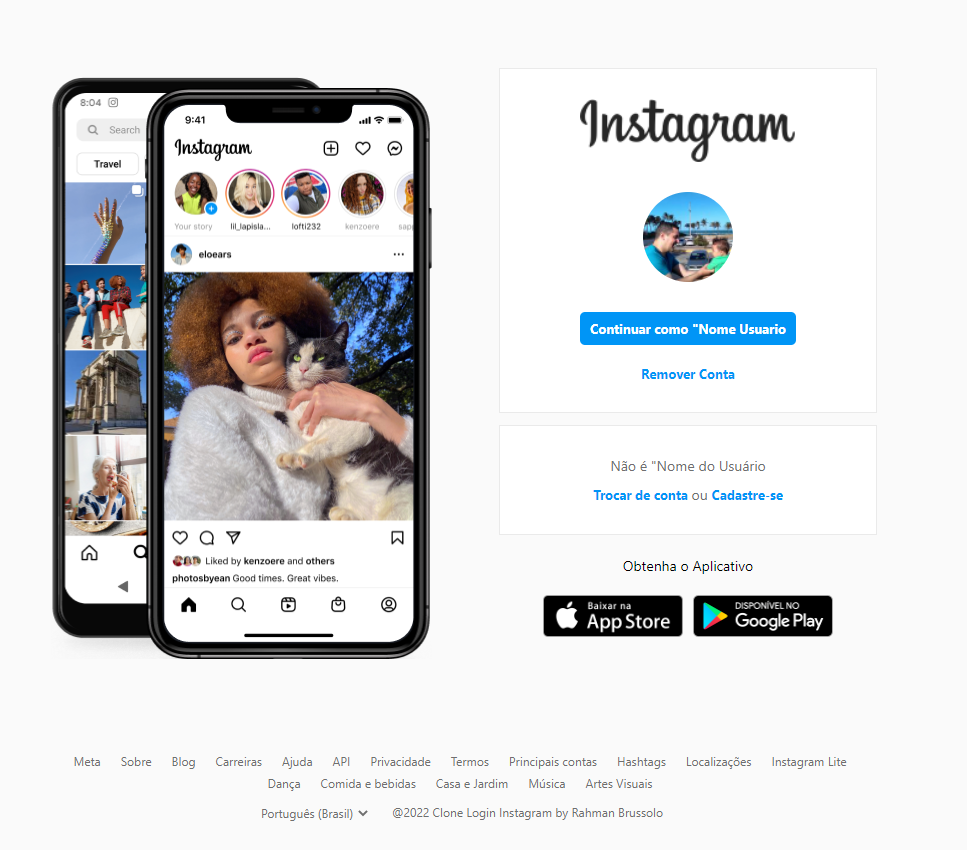 8:04
Search
Travel
9:41
Instagram
Your story
lil_lapisla...
lofti232
kenzoere
sapp
eloears
Liked by kenzoere and others
photosbyean Good times. Great vibes.
Instagram
Continuar como "Nome Usuario
Remover Conta
Não é "Nome do Usuário
Trocar de conta ou Cadastre-se
Obtenha o Aplicativo
Baixar na
App Store
DISPONÍVEL NO
Google Play
Meta Sobre Blog Carreiras Ajuda API Privacidade Termos Principais contas Hashtags Localizações Instagram Lite
Dança Comida e bebidas Casa e Jardim Música Artes Visuais
Português (Brasil) @2022 Clone Login Instagram by Rahman Brussolo